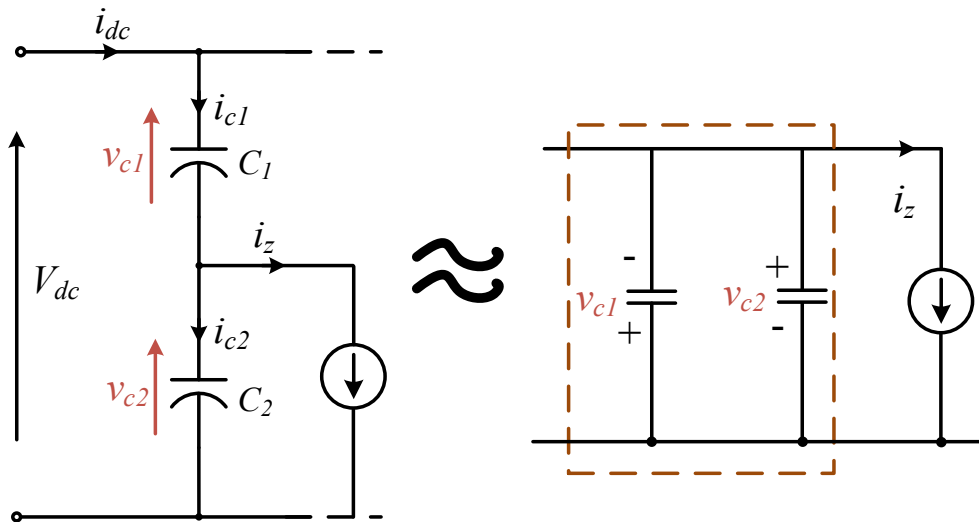 i_dc
i_c1
v_c1
C_1
i_z
V_dc
i_c2
v_c2
C_2
i_z
-
+
v_c1
+
v_c2
-